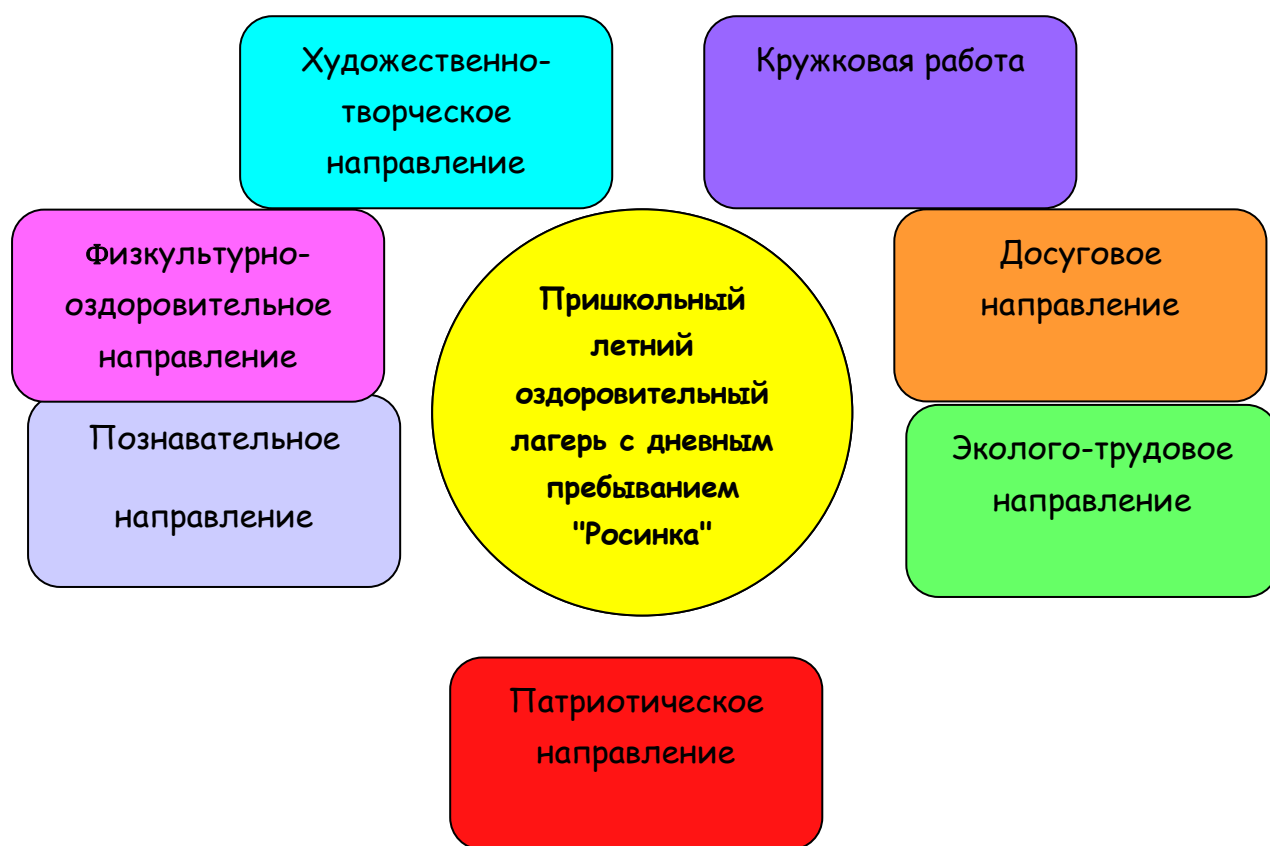 Художественно-
творческое
направление
Кружковая работа
Физкультурно-
оздоровительное
направление
Досуговое
направление
Пришкольный
летний
оздоровительный
лагерь с дневным
пребыванием
"Росинка"
Познавательное
направление
Эколого-трудовое
направление
Патриотическое
направление